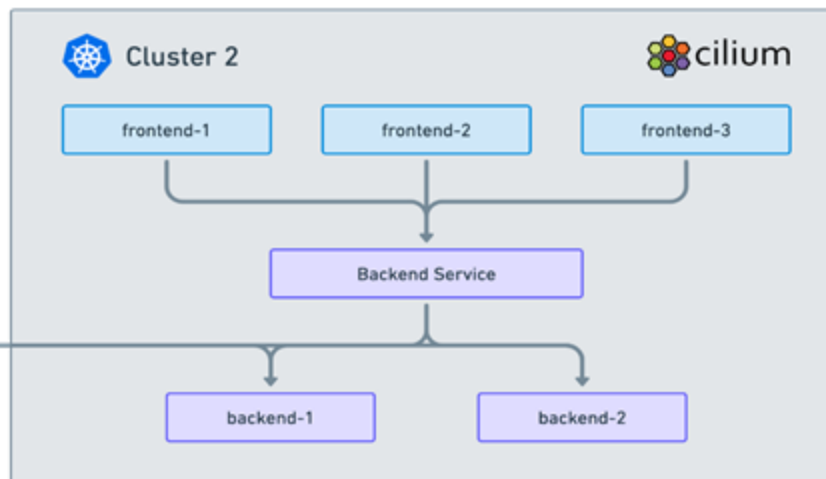 Cluster 2
cilium
frontend-1
frontend-2
frontend-3
Backend Service
backend-1
backend-2